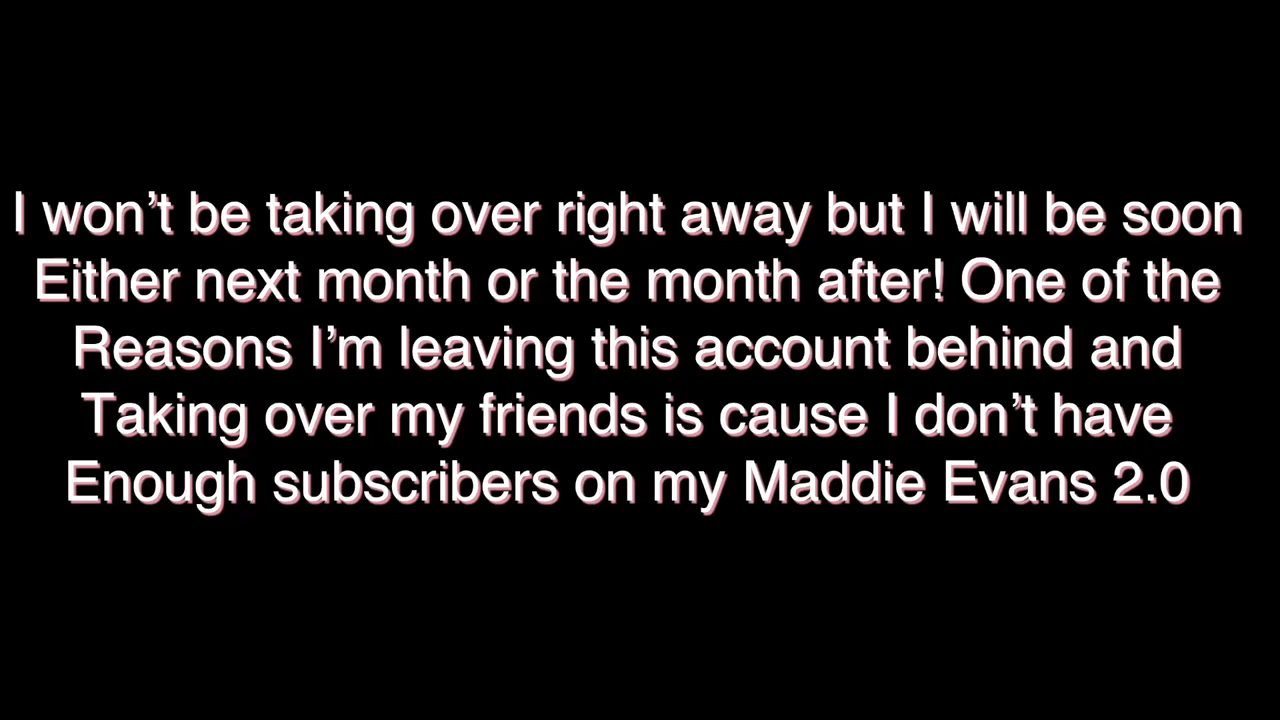 I won’t be taking over right away but I will be soon
Either next month or the month after! One of the
Reasons I’m leaving this account behind and
Taking over my friends is cause I don’t have
Enough subscribers on my Maddie Evans 2.0